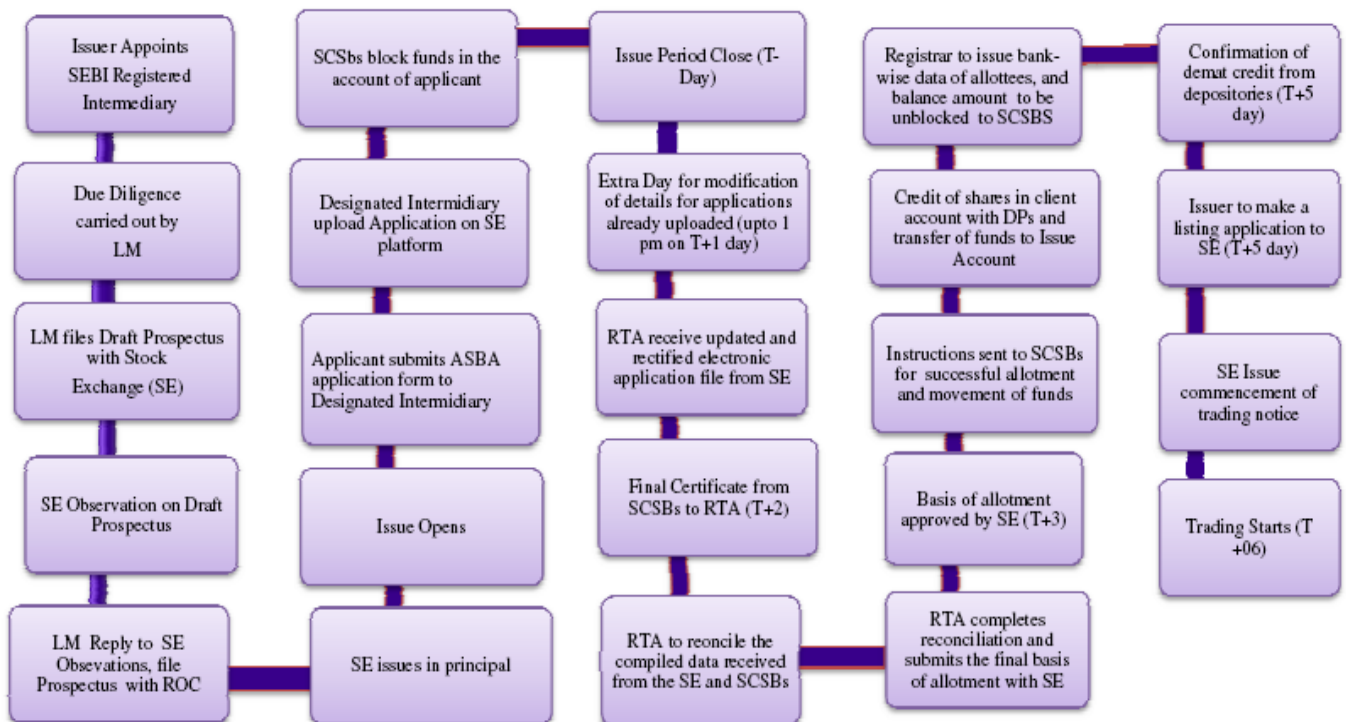 Issuer Appoints
SEBI Registered
Intermediary
Due Diligence
carried out by
LM
LM files Draft Prospectus
with Stock
Exchange (SE)
SE Observation on Draft
Prospectus
LM Reply to SE
Obsevations, file
Prospectus with ROC
SE issues in principal
Issue Opens
Applicant submits ASBA
application form to
Designated Intermidiary
Designated Intermidiary
upload Application on SE
platform
SCSbs block funds in the
account of applicant
Issue Period Close (T-
Day)
Extra Day for modification
of details for applications
already uploaded (upto 1
pm on T+1 day)
RTA receive updated and
rectified electronic
application file from SE
Final Certificate from
SCSBs to RTA (T+2)
RTA to reconcile the
compiled data received
from the SE and SCSBs
RTA completes
reconciliation and
submits the final basis
of allotment with SE
Basis of allotment
approved by SE (T+3)
Instructions sent to SCSBs
for successful allotment
and movement of funds
Credit of shares in client
account with DPs and
transfer of funds to Issue
Account
Registrar to issue bank-
wise data of allottees, and
balance amount to be
unblocked to SCSBS
Confirmation of
demat credit from
depositories (T+5
day)
Issuer to make a
listing application to
SE (T+5 day)
SE Issue
commencement of
trading notice
Trading Starts (T
+06)